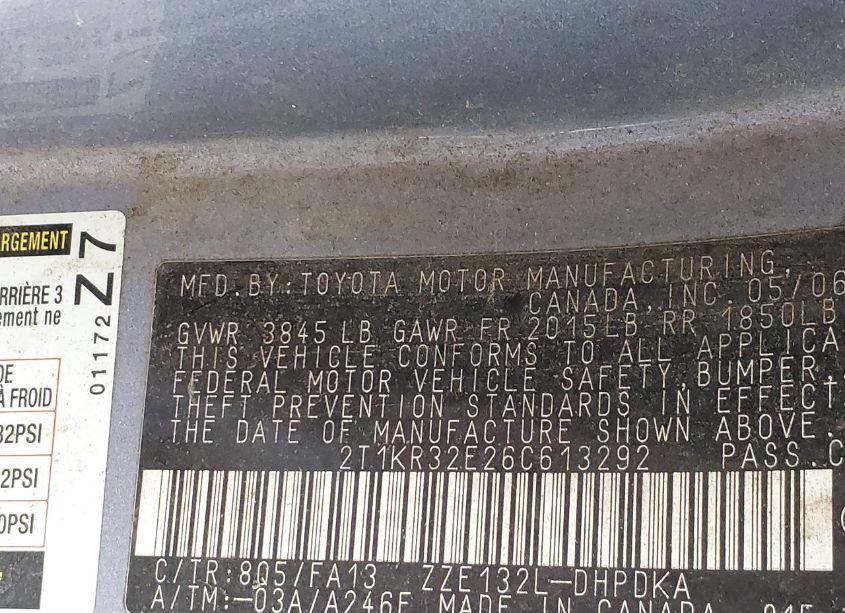 RGEMENT
RRIÈRE 3
ement ne
DE
À FROID
32PSI
2PSI
0PSI
Z 7
01172
MFD.BY:TOYOTA MOTOR MANUFACTURING,
CANADA, INC. 05/06
GVWR 3845 LB GAWR FR 2015LB RR 1850LB
THIS VEHICLE CONFORMS TO ALL APPLICA
FEDERAL MOTOR VEHICLE SAFETY, BUMPER,
THEFT PREVENTION STANDARDS IN EFFECT
THE DATE OF MANUFACTURE SHOWN ABOVE.
2T1KR32E26C613292 PASS.C
C/TR:8Q5/FA13 ZZE132L-DHPDKA
A/TM:-03A/A246E MADE IN CANADA